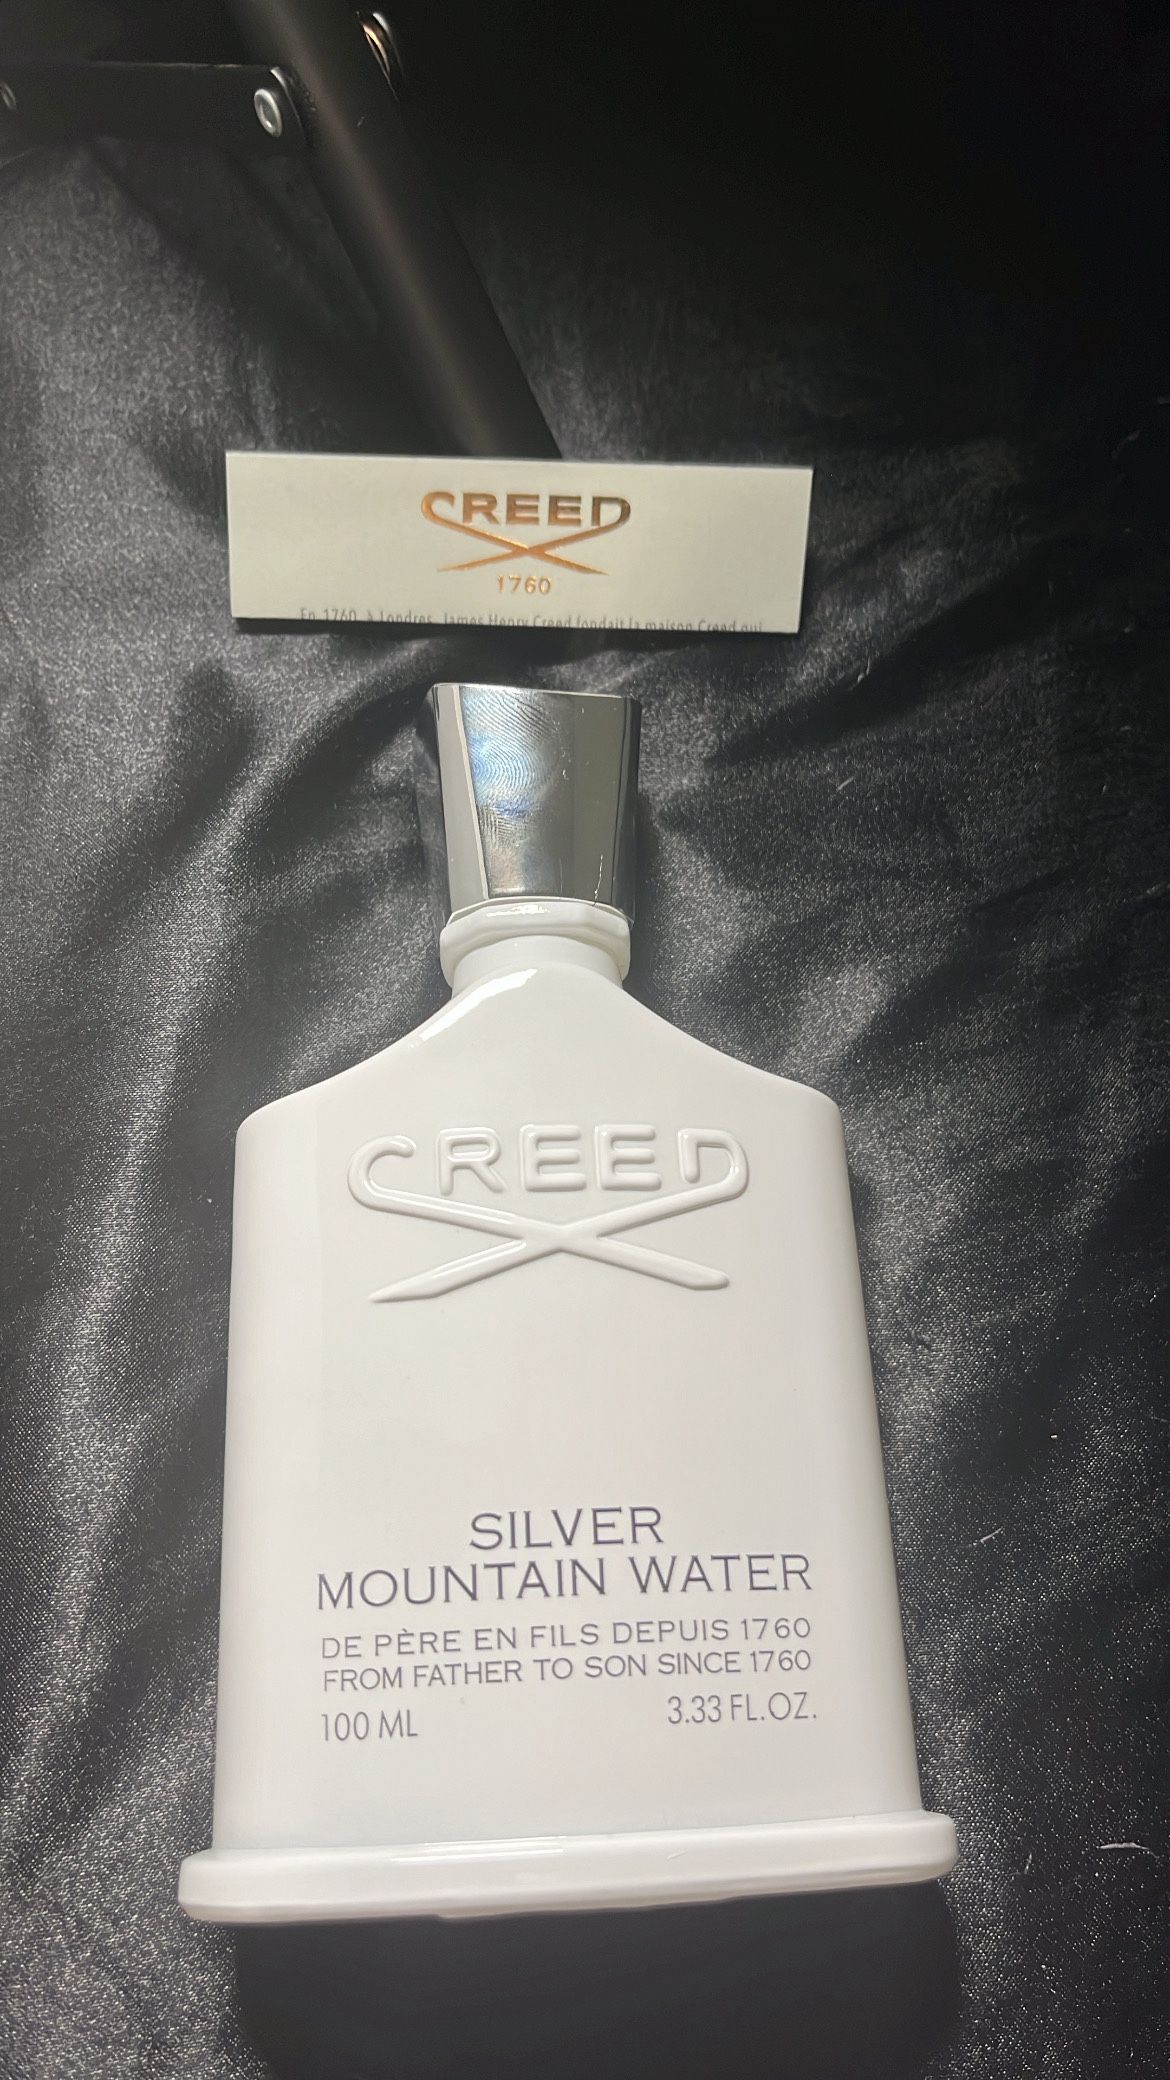 CREED
1760
En 1760, à Londres, James Henry Creed fondait la maison Creed qui
CREED
SILVER
MOUNTAIN WATER
DE PÈRE EN FILS DEPUIS 1760
FROM FATHER TO SON SINCE 1760
100 ML 3.33 FL.OZ.